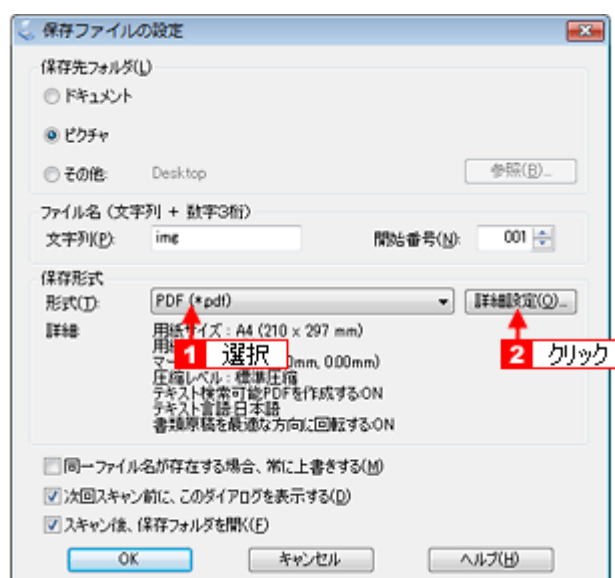 保存ファイルの設定
保存先フォルダ(L)
ドキュメント
ピクチャ
その他: Desktop 参照(B)...
ファイル名 (文字列 + 数字3桁)
文字列(P): img 開始番号(N): 001
保存形式
形式(T): PDF (*.pdf) 詳細設定(O)...
詳細: 用紙サイズ : A4 (210 x 297 mm)
用紙
1 選択 2 クリック
マー 0mm, 0.00mm)
圧縮レベル : 標準圧縮
テキスト検索可能PDFを作成する:ON
テキスト言語:日本語
書類原稿を最適な方向に回転する:ON
同一ファイル名が存在する場合、常に上書きする(M)
次回スキャン前に、このダイアログを表示する(D)
スキャン後、保存フォルダを開く(F)
OK キャンセル ヘルプ(H)